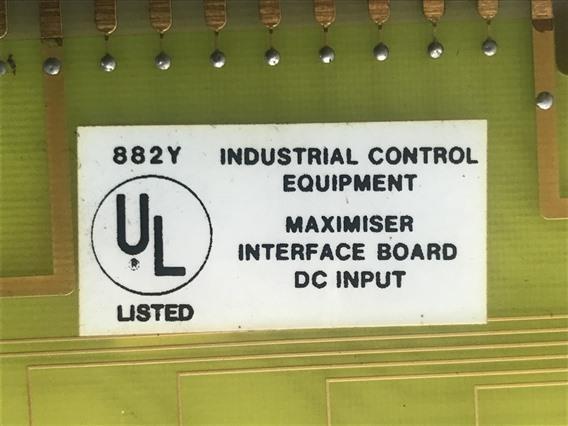 882Y
UL
LISTED
INDUSTRIAL CONTROL
EQUIPMENT
MAXIMISER
INTERFACE BOARD
DC INPUT